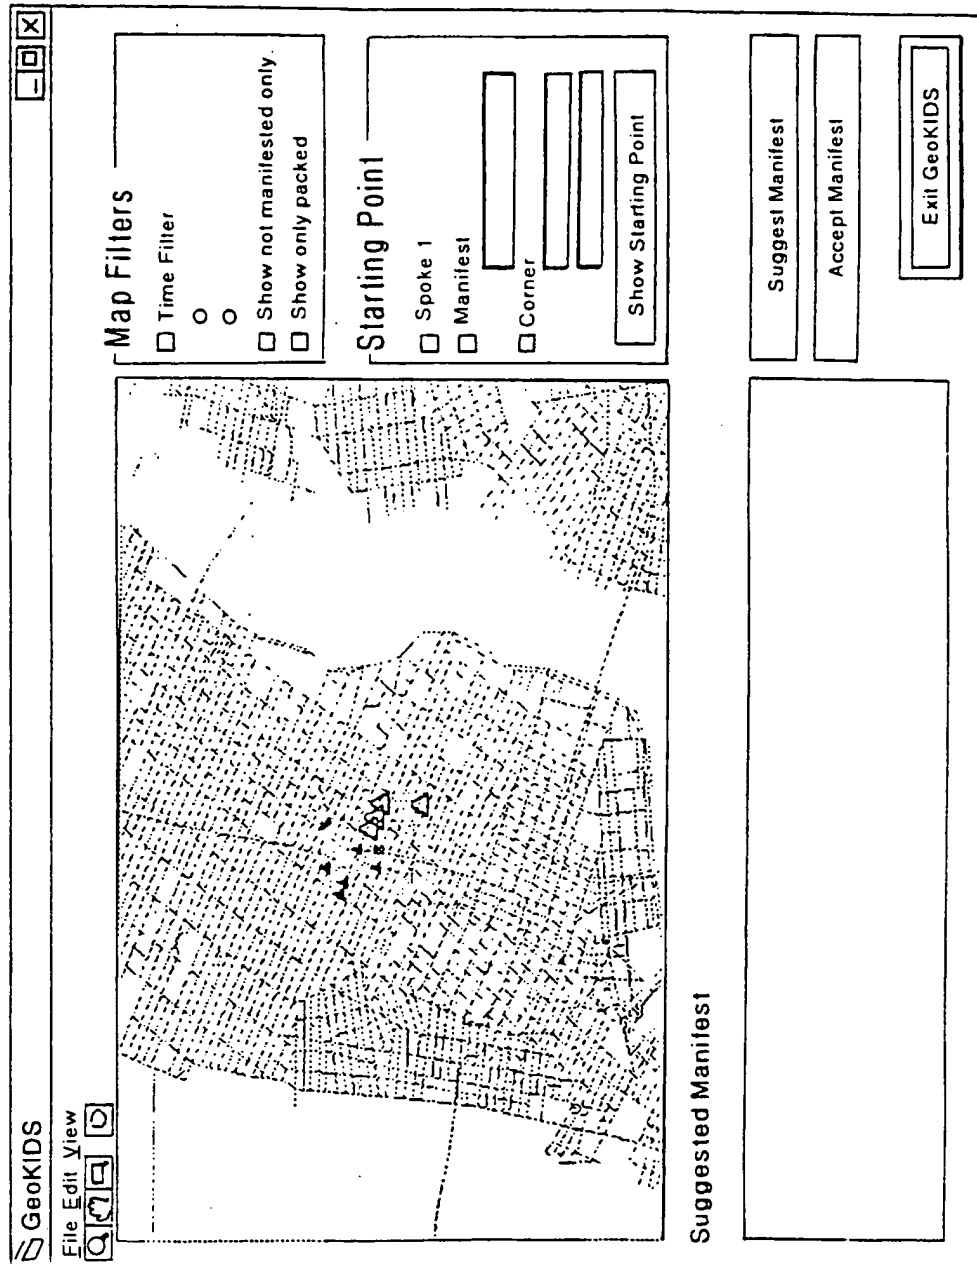 GeoKIDS
File Edit View
Map Filters
Time Filter
Show not manifested only.
Show only packed
Starting Point
Spoke 1
Manifest
Corner
Show Starting Point
Suggested Manifest
Suggest Manifest
Accept Manifest
Exit GeoKIDS